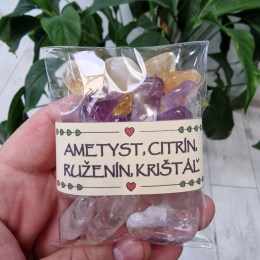 AMETYST, CITRÍN,
RUŽENÍN, KRIŠTÁĽ